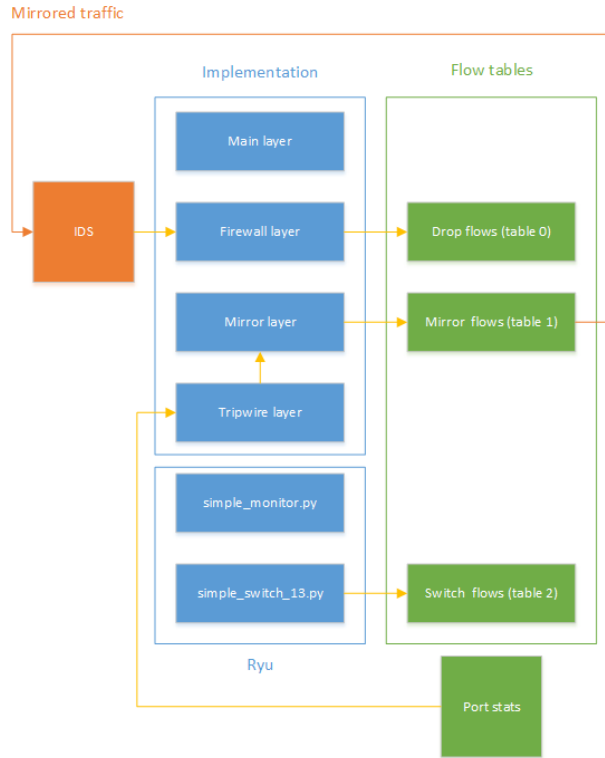 Mirrored traffic
Implementation
Flow tables
Main layer
IDS
Firewall layer
Drop flows (table 0)
Mirror layer
Mirror flows (table 1)
Tripwire layer
simple_monitor.py
simple_switch_13.py
Switch flows (table 2)
Ryu
Port stats